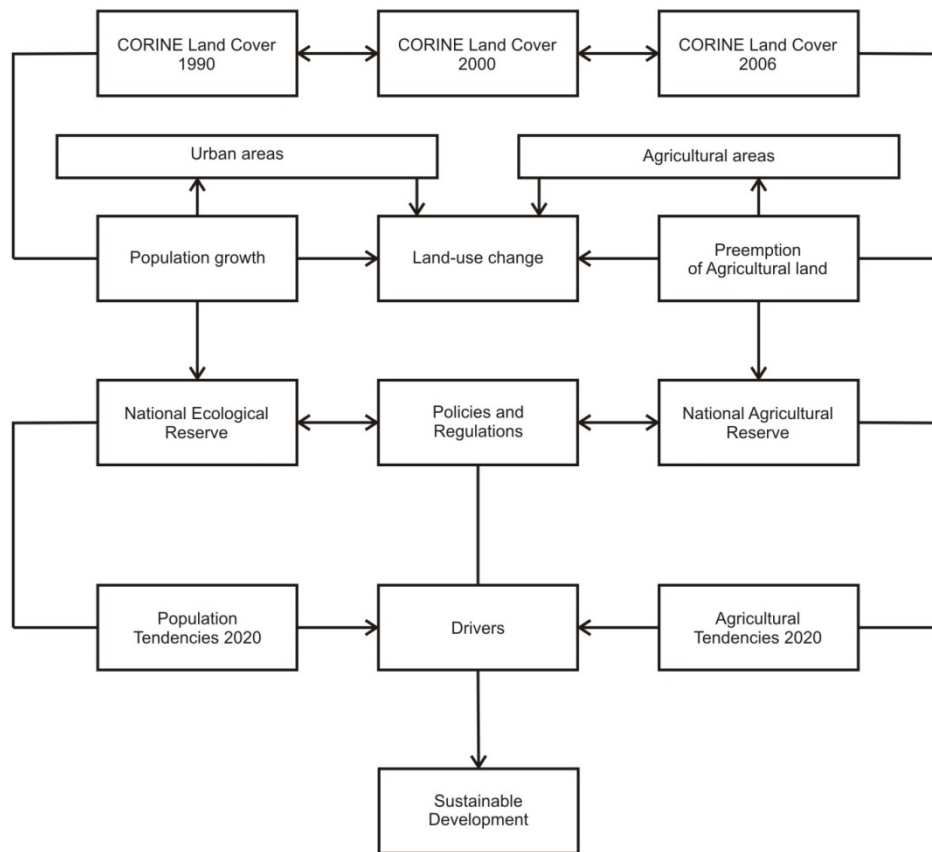 CORINE Land Cover
1990
CORINE Land Cover
2000
CORINE Land Cover
2006
Urban areas
Agricultural areas
Population growth
Land-use change
Preemption
of Agricultural land
National Ecological
Reserve
Policies and
Regulations
National Agricultural
Reserve
Population
Tendencies 2020
Drivers
Agricultural
Tendencies 2020
Sustainable
Development